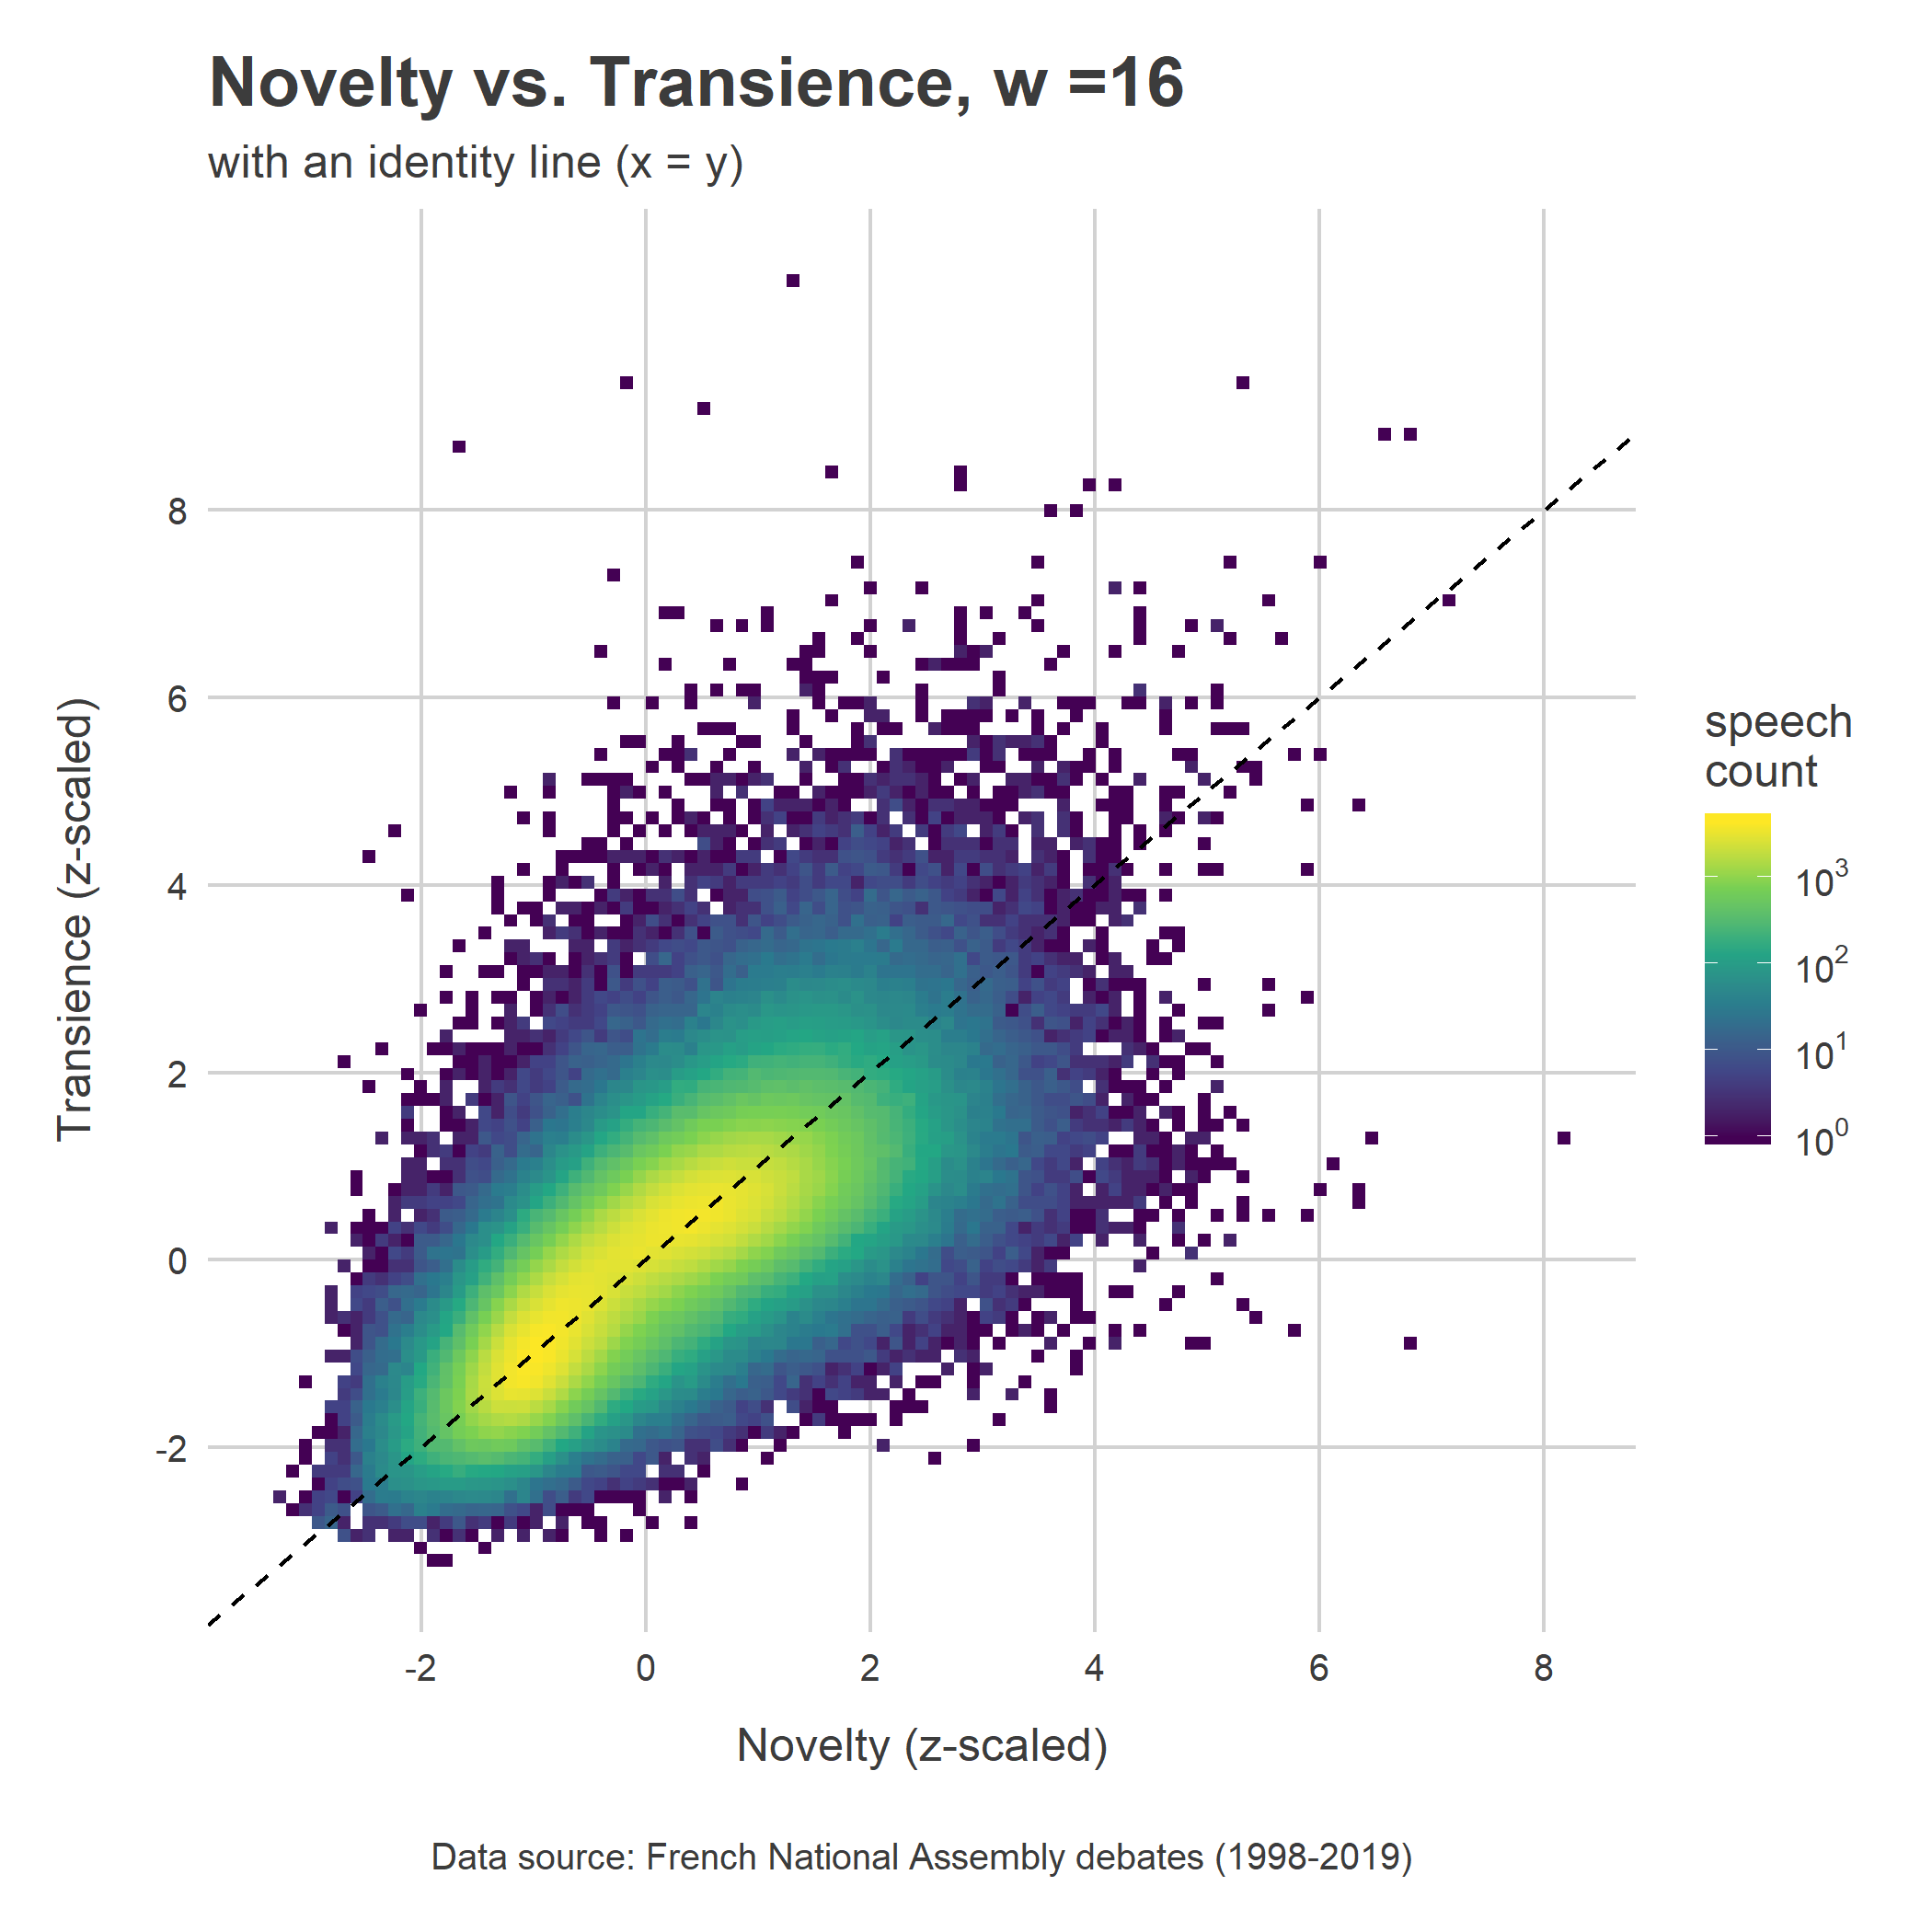 Novelty vs. Transience, w =16
with an identity line (x = y)
Transience (z-scaled)
8
6
4
2
0
-2
-2 0 2 4 6 8
Novelty (z-scaled)
speech
count
10³
10²
10¹
10⁰
Data source: French National Assembly debates (1998-2019)